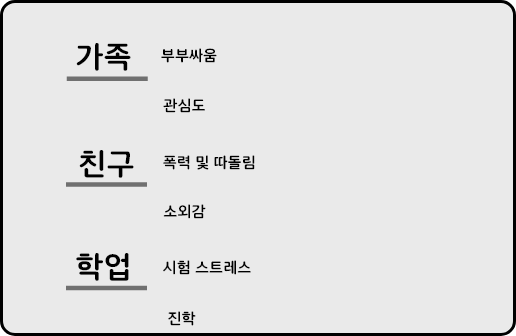 가족 부부싸움
관심도
친구 폭력 및 따돌림
소외감
학업 시험 스트레스
진학